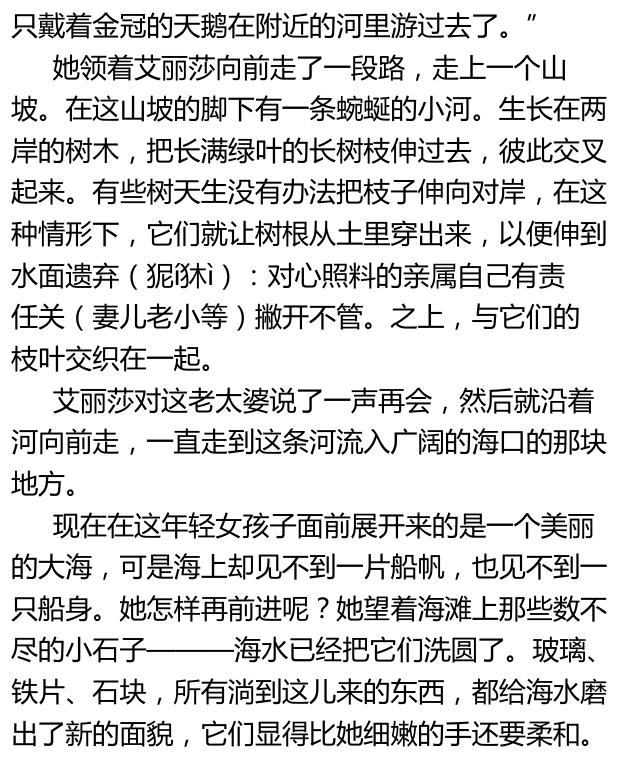 只戴着金冠的天鹅在附近的河里游过去了。”
她领着艾丽莎向前走了一段路，走上一个山
坡。在这山坡的脚下有一条蜿蜒的小河。生长在两
岸的树木，把长满绿叶的长树枝伸过去，彼此交叉
起来。有些树天生没有办法把枝子伸向对岸，在这
种情形下，它们就让树根从土里穿出来，以便伸到
水面遗弃（狔í㹯ì）：对心照料的亲属自己有责
任关（妻儿老小等）撇开不管。之上，与它们的
枝叶交织在一起。
艾丽莎对这老太婆说了一声再会，然后就沿着
河向前走，一直走到这条河流入广阔的海口的那块
地方。
现在在这年轻女孩子面前展开来的是一个美丽
的大海，可是海上却见不到一片船帆，也见不到一
只船身。她怎样再前进呢？她望着海滩上那些数不
尽的小石子———海水已经把它们洗圆了。玻璃、
铁片、石块，所有淌到这儿来的东西，都给海水磨
出了新的面貌，它们显得比她细嫩的手还要柔和。